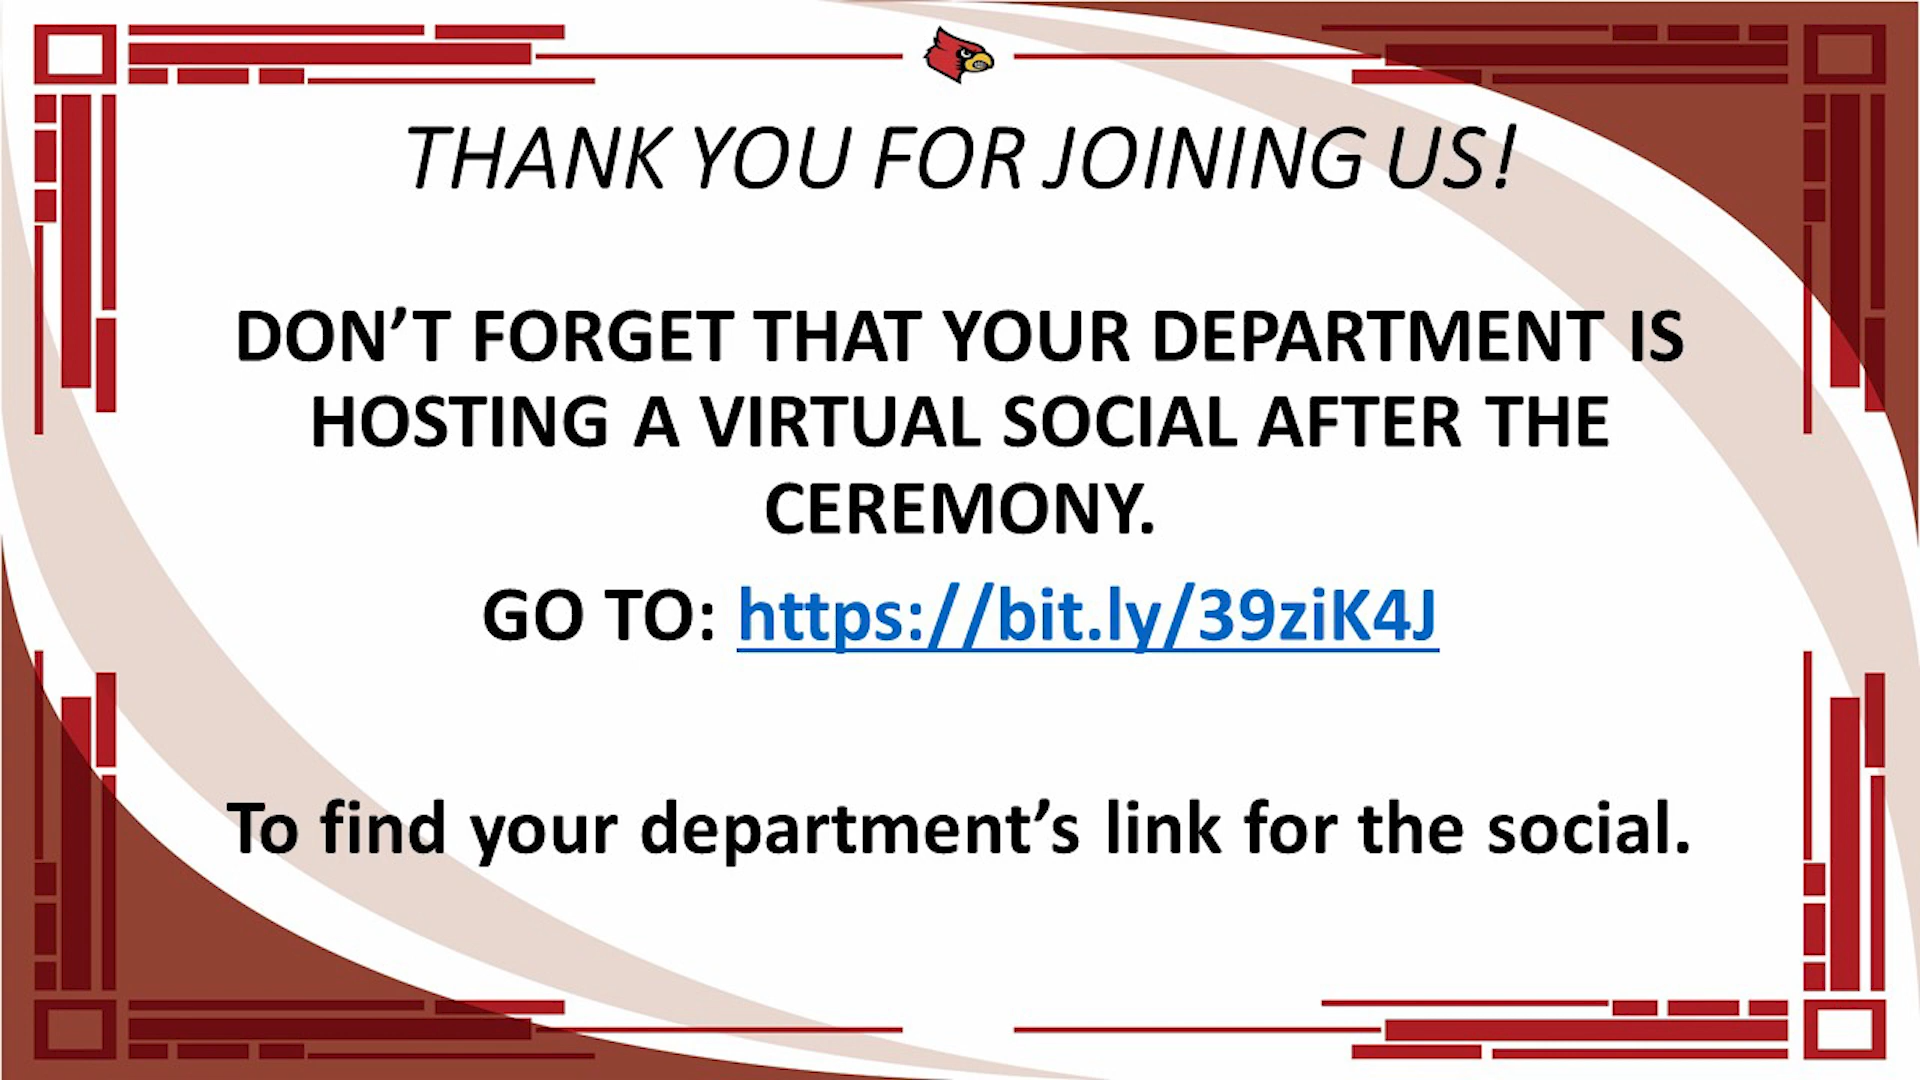 THANK YOU FOR JOINING US!
DON’T FORGET THAT YOUR DEPARTMENT IS
HOSTING A VIRTUAL SOCIAL AFTER THE
CEREMONY.
GO TO: https://bit.ly/39ziK4J
To find your department’s link for the social.